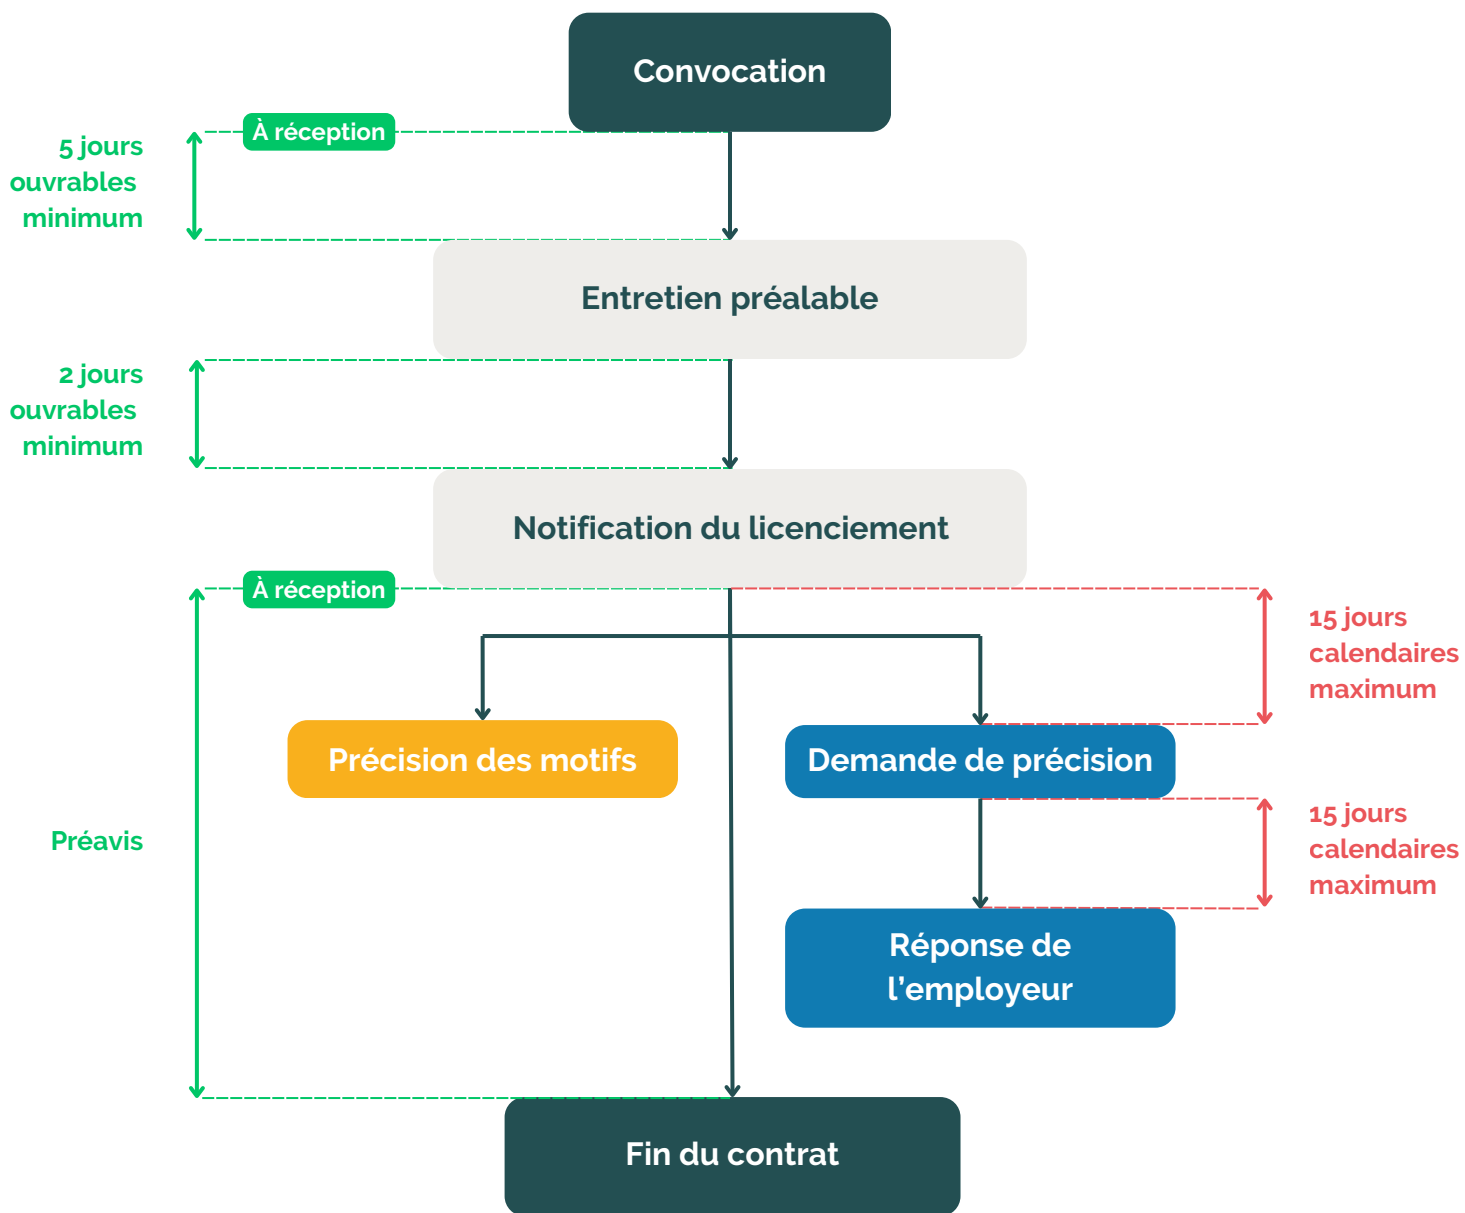 Convocation
À réception
5 jours
ouvrables
minimum
Entretien préalable
2 jours
ouvrables
minimum
Notification du licenciement
À réception
15 jours
calendaires
maximum
Précision des motifs
Demande de précision
Préavis
15 jours
calendaires
maximum
Réponse de
l’employeur
Fin du contrat